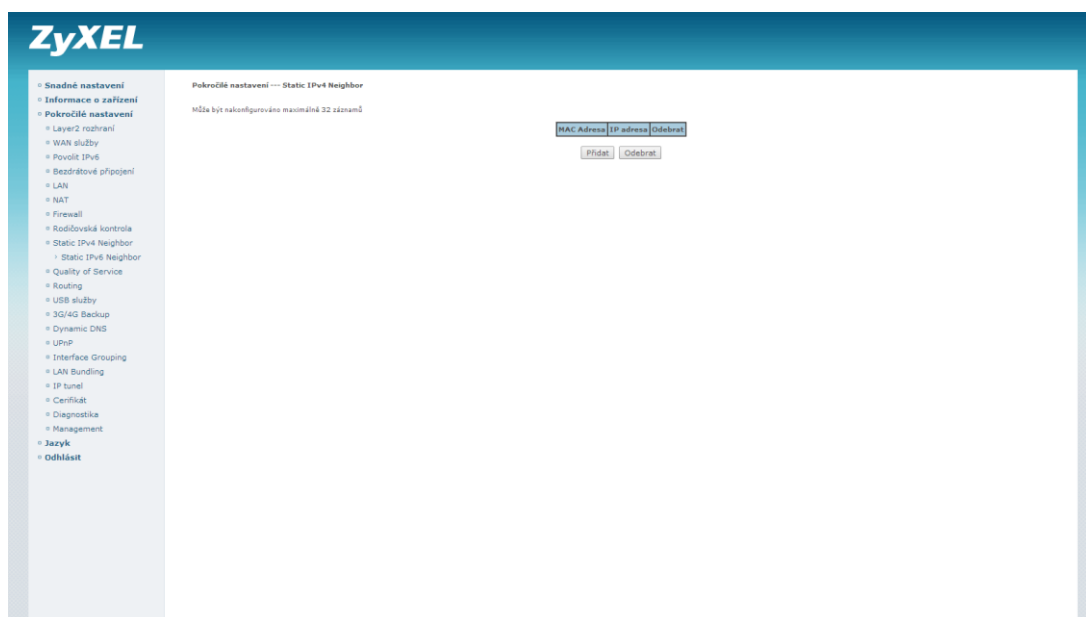 ZyXEL
Snadné nastavení
Informace o zařízení
Pokročilé nastavení
Layer2 rozhraní
WAN služby
Povolit IPv6
Bezdrátové připojení
LAN
NAT
Firewall
Rodičovská kontrola
Static IPv4 Neighbor
Static IPv6 Neighbor
Quality of Service
Routing
USB služby
3G/4G Backup
Dynamic DNS
UPnP
Interface Grouping
LAN Bundling
IP tunel
Cerifikát
Diagnostika
Management
Jazyk
Odhlásit
Pokročilé nastavení --- Static IPv4 Neighbor
Může být nakonfigurováno maximálně 32 záznamů
MAC Adresa IP adresa Odebrat
Přidat Odebrat